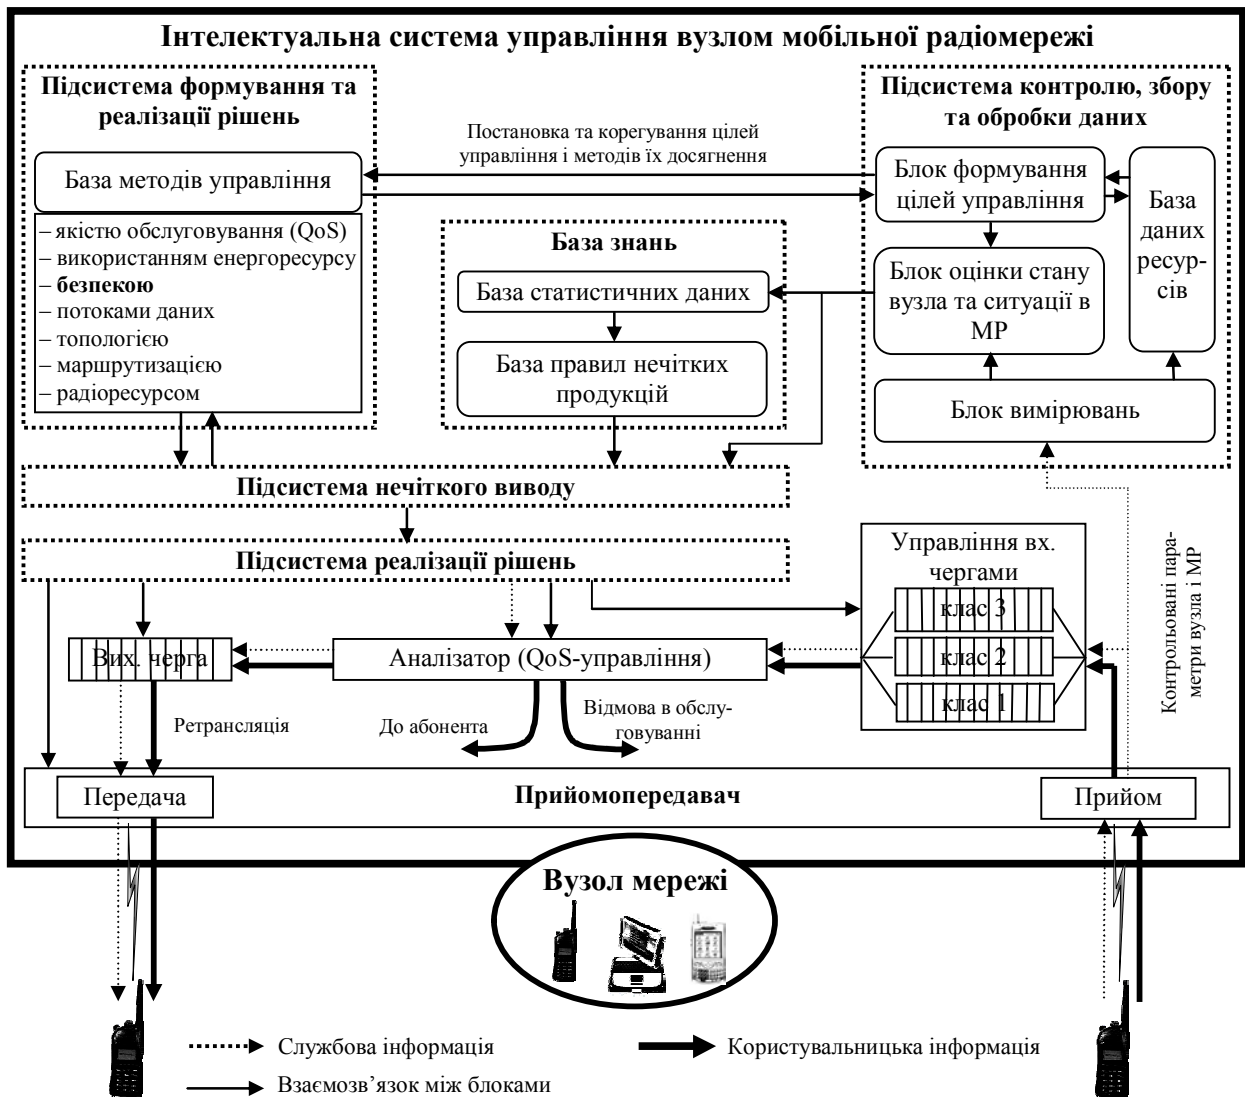 Інтелектуальна система управління вузлом мобільної радіомережі
Підсистема формування та
реалізації рішень
База методів управління
– якістю обслуговування (QoS)
– використанням енергоресурсу
– безпекою
– потоками даних
– топологією
– маршрутизацією
– радіоресурсом
Постановка та корегування цілей
управління і методів їх досягнення
База знань
База статистичних даних
База правил нечітких
продукцій
Підсистема контролю, збору
та обробки даних
Блок формування
цілей управління
База
даних
ресур-
сів
Блок оцінки стану
вузла та ситуації в
МР
Блок вимірювань
Підсистема нечіткого виводу
Підсистема реалізації рішень
Управління вх.
чергами
клас 3
клас 2
клас 1
Контрольовані пара-
метри вузла і МР
Вих. черга
Аналізатор (QoS-управління)
Ретрансляція
До абонента
Відмова в обслу-
говуванні
Передача
Прийомопередавач
Прийом
Вузол мережі
Службова інформація
Користувальницька інформація
Взаємозв’язок між блоками